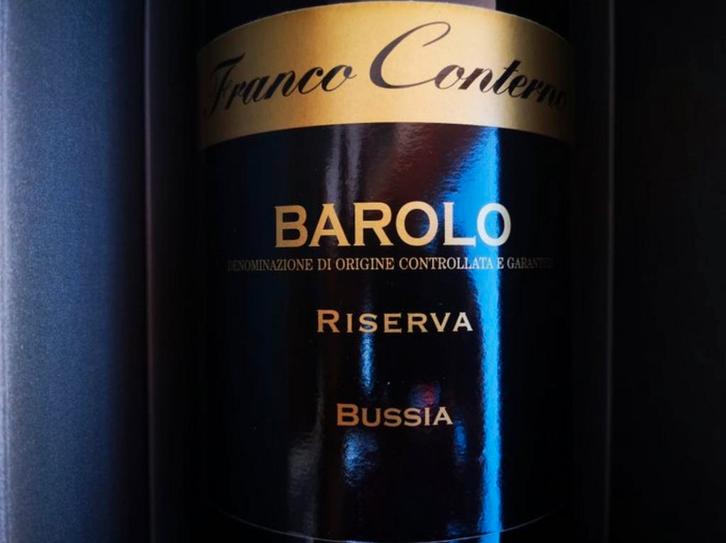 Franco Conterno
BAROLO
DENOMINAZIONE DI ORIGINE CONTROLLATA E GARANTITA
RISERVA
BUSSIA